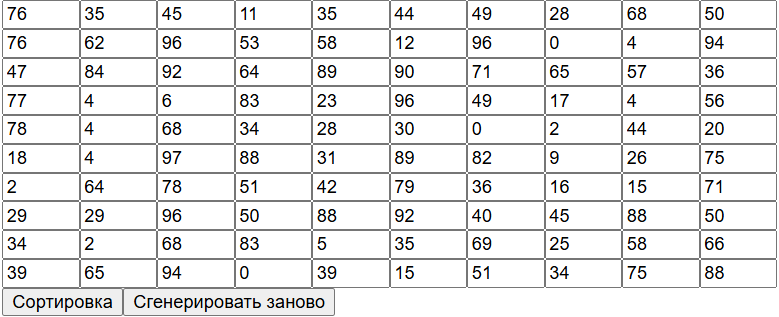 76 35 45 11 35 44 49 28 68 50
76 62 96 53 58 12 96 0 4 94
47 84 92 64 89 90 71 65 57 36
77 4 6 83 23 96 49 17 4 56
78 4 68 34 28 30 0 2 44 20
18 4 97 88 31 89 82 9 26 75
2 64 78 51 42 79 36 16 15 71
29 29 96 50 88 92 40 45 88 50
34 2 68 83 5 35 69 25 58 66
39 65 94 0 39 15 51 34 75 88
Сортировка Сгенерировать заново